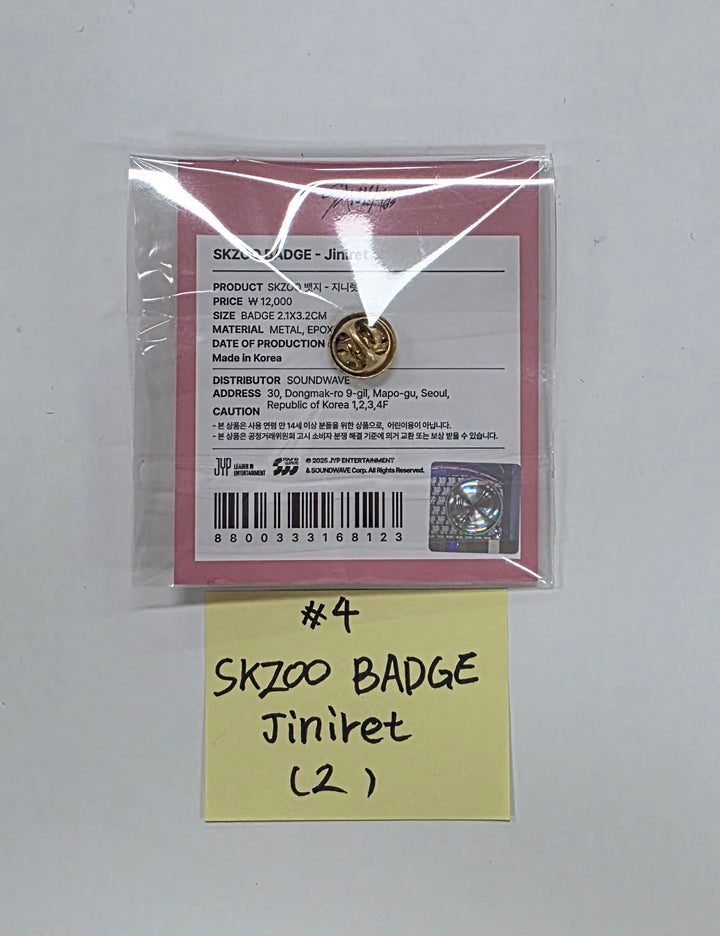 Stray Kids
SKZOO BADGE - Jiniret
PRODUCT SKZOO 뱃지 - 지니렛
PRICE ₩ 12,000
SIZE BADGE 2.1X3.2CM
MATERIAL METAL, EPOX
DATE OF PRODUCTION
Made in Korea
DISTRIBUTOR SOUNDWAVE
ADDRESS 30, Dongmak-ro 9-gil, Mapo-gu, Seoul,
Republic of Korea 1,2,3,4F
CAUTION
- 본 상품은 사용 연령 만 14세 이상 분들을 위한 상품으로, 어린이용이 아닙니다.
- 본 상품은 공정거래위원회 고시 소비자 분쟁 해결 기준에 의거 교환 또는 보상 받을 수 있습니다.
JYP LEADER IN
ENTERTAINMENT
© 2025 JYP ENTERTAINMENT
& SOUNDWAVE Corp. All Rights Reserved.
8800333168123
#4
SKZOO BADGE
Jiniret
(2)